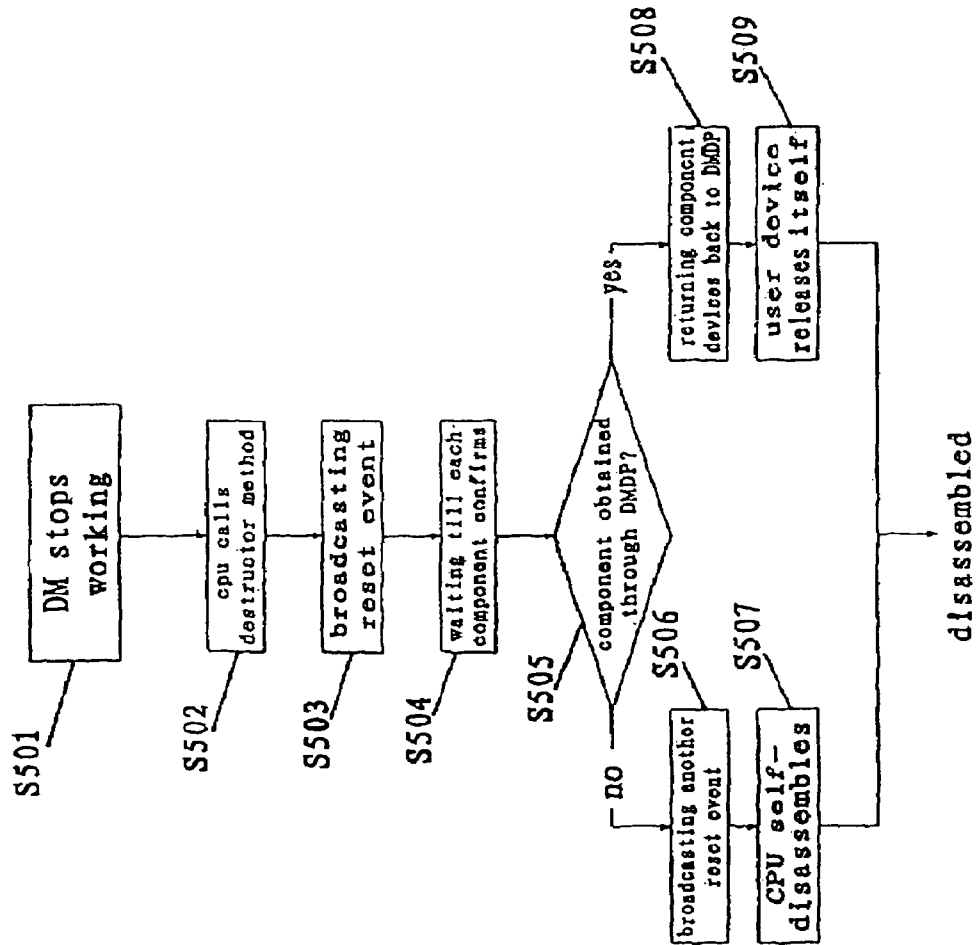 DM stops
working
S501
cpu calls
destructor method
S502
broadcasting
reset event
S503
waiting till each
component confirms
S504
component obtained
through DMDP?
S505
no
yes
broadcasting another
reset event
S506
CPU self-
disassembles
S507
returning component
devices back to DMDP
S508
user device
releases itself
S509
disassembled